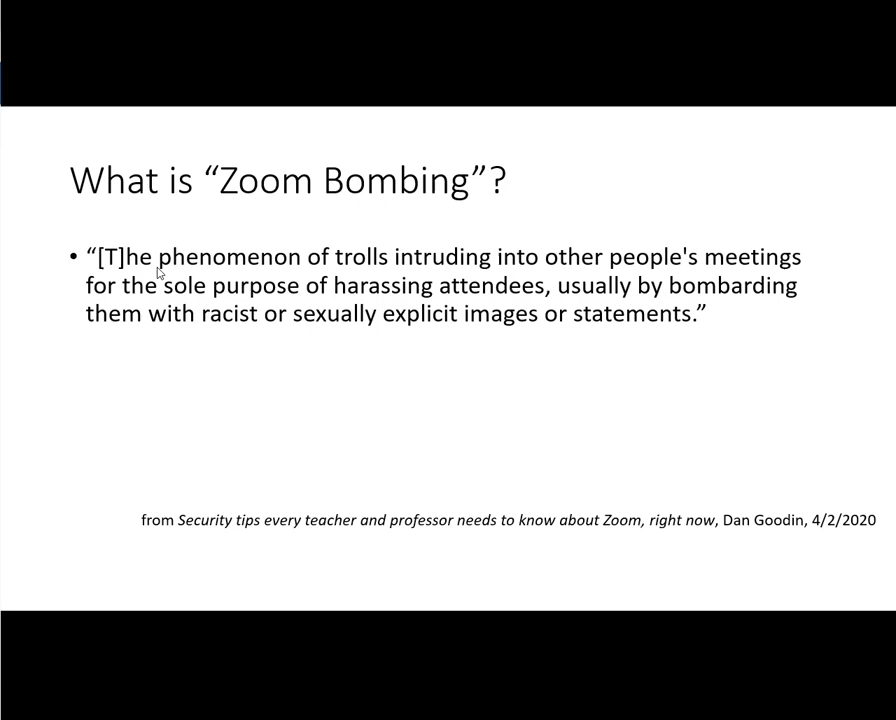 What is “Zoom Bombing”?
• “[T]he phenomenon of trolls intruding into other people's meetings
for the sole purpose of harassing attendees, usually by bombarding
them with racist or sexually explicit images or statements.”
from Security tips every teacher and professor needs to know about Zoom, right now, Dan Goodin, 4/2/2020